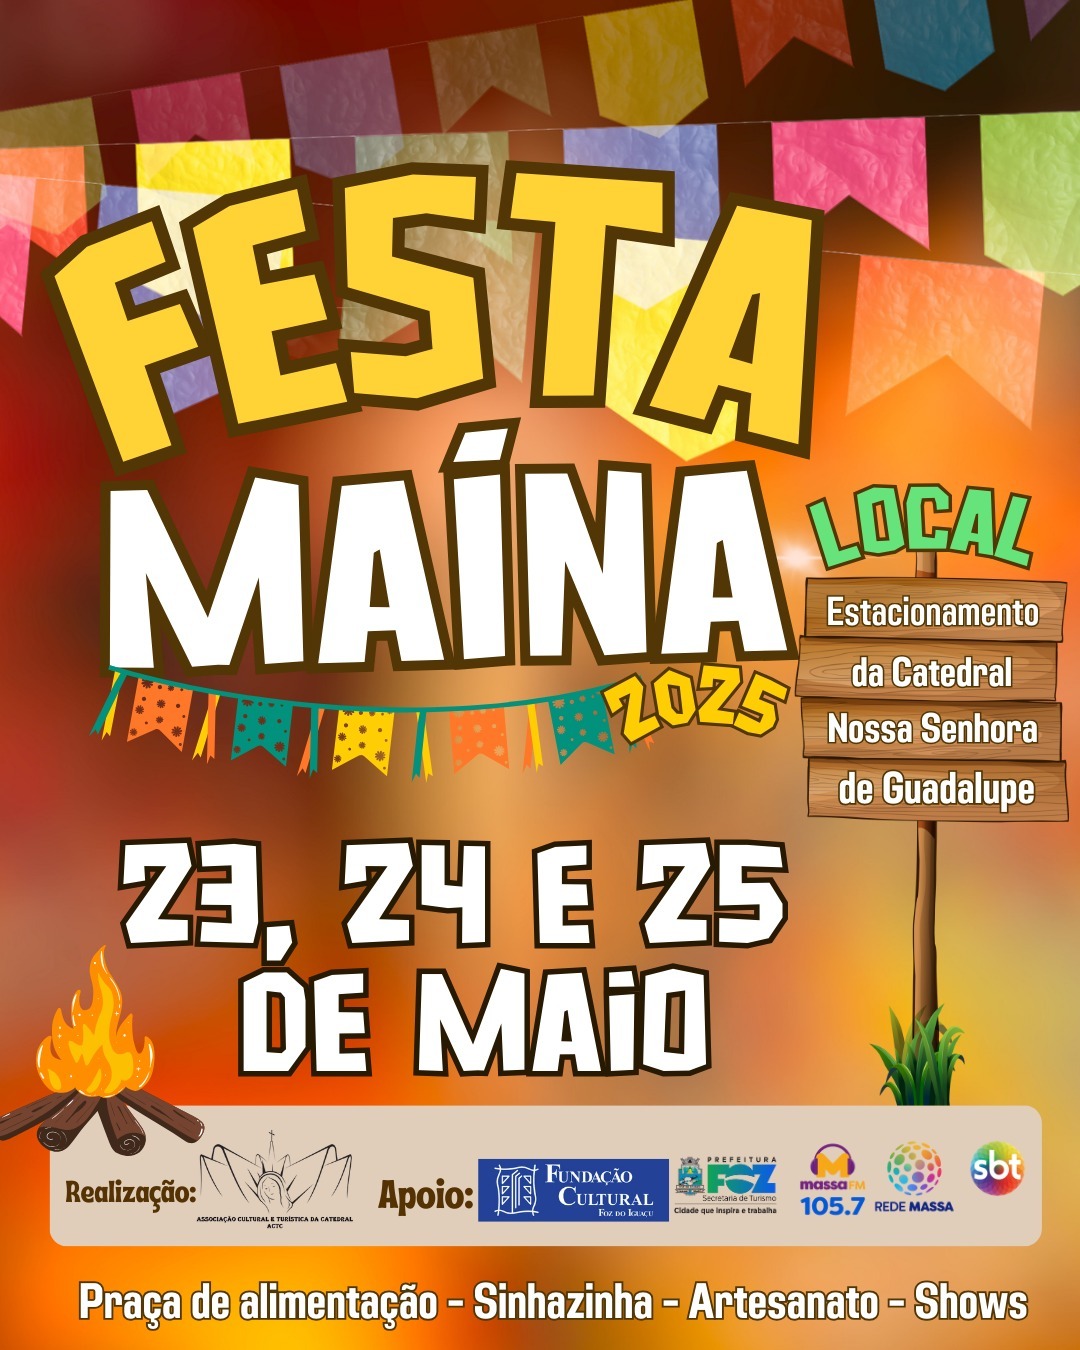 FESTA
MAÍNA
2025
LOCAL
Estacionamento
da Catedral
Nossa Senhora
de Guadalupe
23, 24 E 25
DE MAiO
Realização:
ASSOCIAÇÃO CULTURAL E TURÍSTICA DA CATEDRAL
ACTC
Apoio:
FUNDAÇÃO
CULTURAL
FOZ DO IGUAÇU
PREFEITURA
FOZ
Secretaria de Turismo
Cidade que inspira e trabalha
M
massa FM
105.7
REDE MASSA
sbt
Praça de alimentação - Sinhazinha - Artesanato - Shows